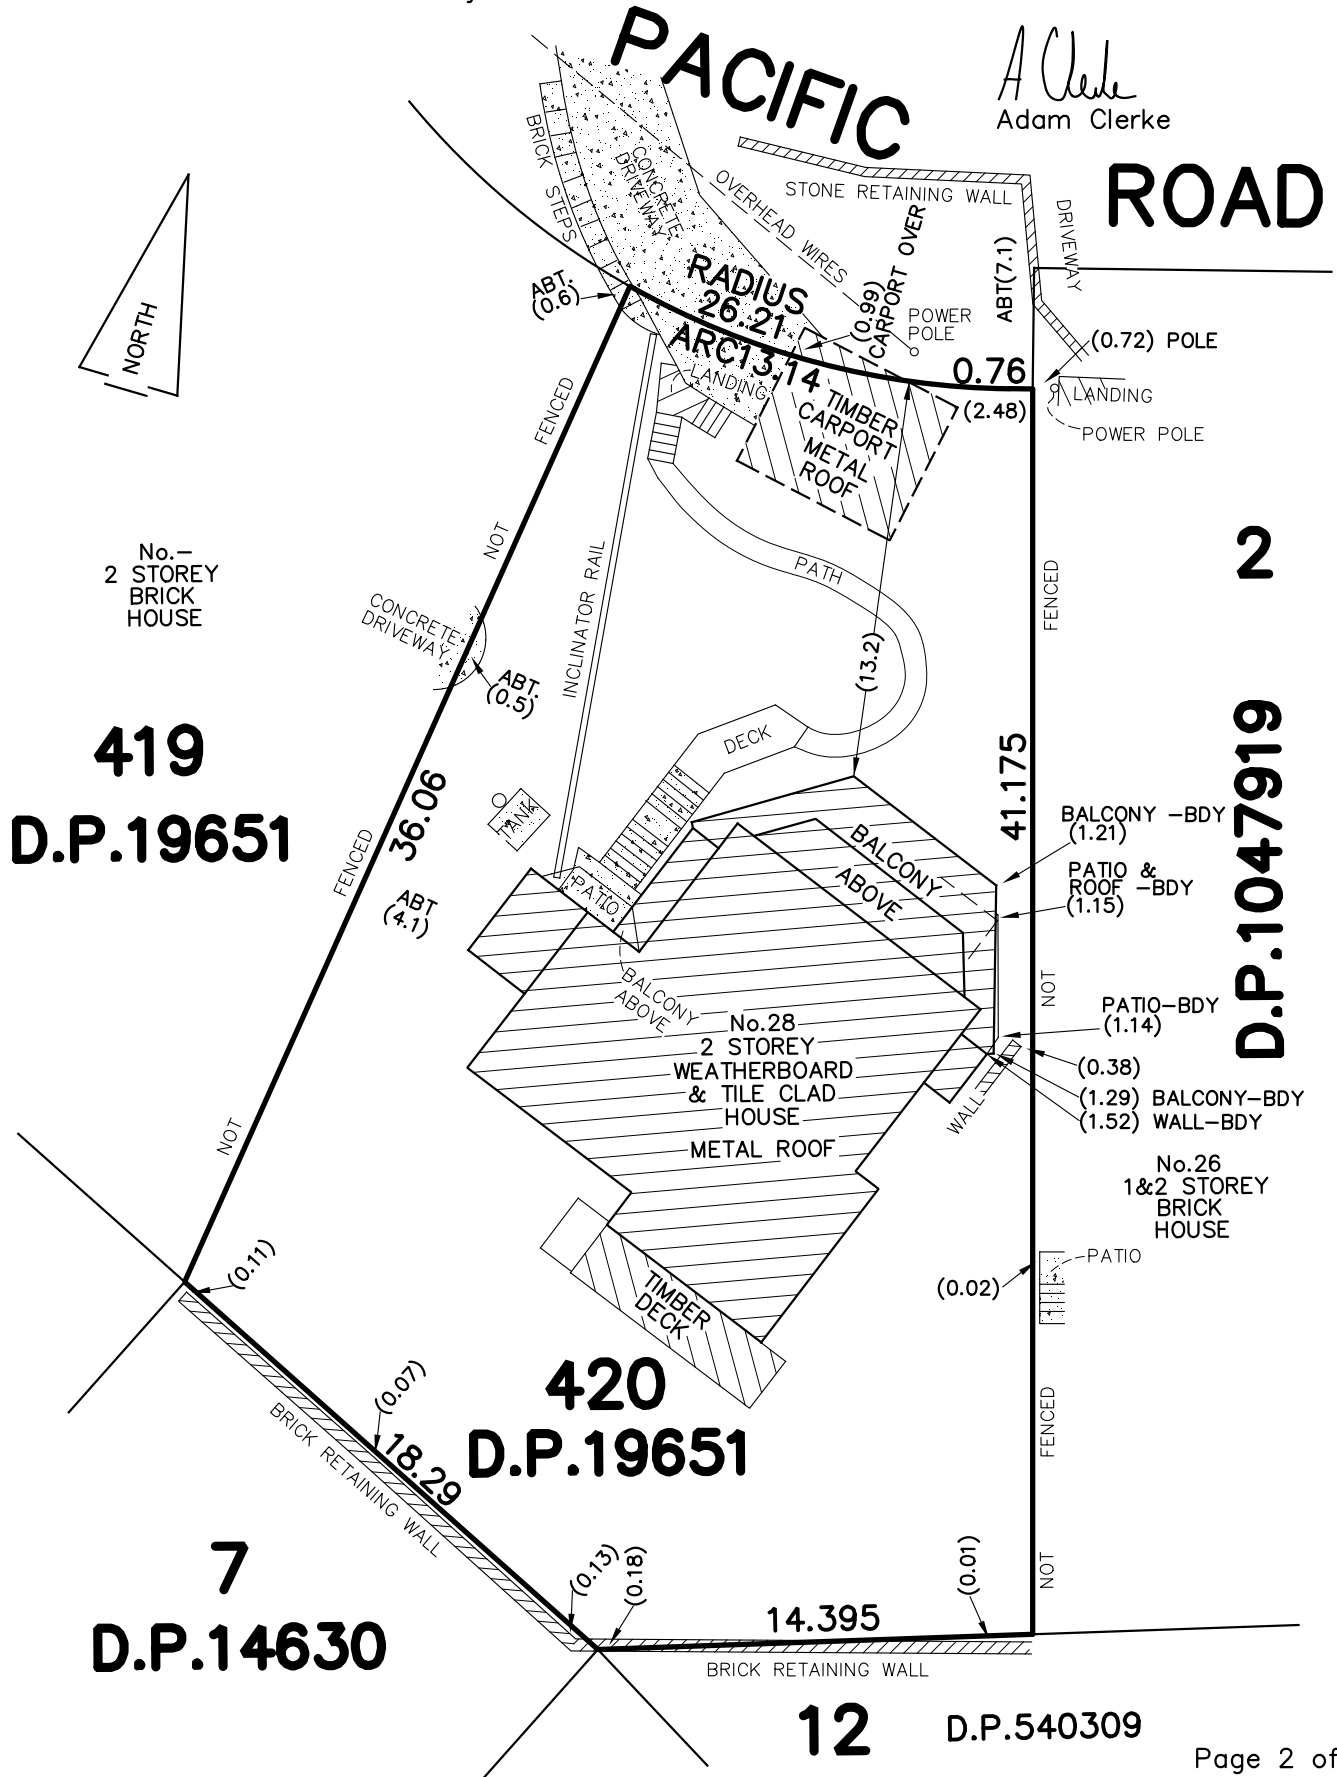 PACIFIC
A Clerke
Adam Clerke
ROAD
BRICK STEPS
CONCRETE
DRIVEWAY
OVERHEAD WIRES
STONE RETAINING WALL
DRIVEWAY
CARPORT OVER
(0.99)
ABT(7.1)
ABT.
(0.6)
RADIUS
26.21
ARC13.14
POWER
POLE
(0.72) POLE
0.76
(2.48)
LANDING
LANDING
POWER POLE
TIMBER
CARPORT
METAL
ROOF
NORTH
FENCED
NOT
No.-
2 STOREY
BRICK
HOUSE
CONCRETE
DRIVEWAY
ABT.
(0.5)
INCLINATOR RAIL
PATH
FENCED
2
(13.2)
419
D.P.19651
36.06
FENCED
TANK
DECK
41.175
D.P.1047919
BALCONY -BDY
(1.21)
PATIO &
ROOF -BDY
(1.15)
BALCONY
ABOVE
PATIO
ABT
(4.1)
BALCONY
ABOVE
NOT
PATIO-BDY
(1.14)
No.28
2 STOREY
WEATHERBOARD
& TILE CLAD
HOUSE
METAL ROOF
(0.38)
(1.29) BALCONY-BDY
(1.52) WALL-BDY
WALL
NOT
No.26
1&2 STOREY
BRICK
HOUSE
PATIO
(0.02)
(0.11)
TIMBER
DECK
420
D.P.19651
(0.07)
18.29
BRICK RETAINING WALL
FENCED
7
D.P.14630
(0.13)
(0.18)
(0.01)
NOT
14.395
BRICK RETAINING WALL
12
D.P.540309
Page 2 of